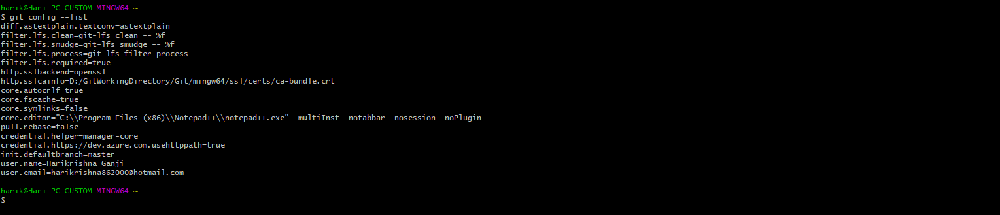 harik@Hari-PC-CUSTOM MINGW64 ~
$ git config --list
diff.astextplain.textconv=astextplain
filter.lfs.clean=git-lfs clean -- %f
filter.lfs.smudge=git-lfs smudge -- %f
filter.lfs.process=git-lfs filter-process
filter.lfs.required=true
http.sslbackend=openssl
http.sslcainfo=D:/GitWorkingDirectory/Git/mingw64/ssl/certs/ca-bundle.crt
core.autocrlf=true
core.fscache=true
core.symlinks=false
core.editor="C:\\Program Files (x86)\\Notepad++\\notepad++.exe" -multiInst -notabbar -nosession -noPlugin
pull.rebase=false
credential.helper=manager-core
credential.https://dev.azure.com.usehttppath=true
init.defaultbranch=master
user.name=Harikrishna Ganji
user.email=harikrishna862000@hotmail.com
harik@Hari-PC-CUSTOM MINGW64 ~
$